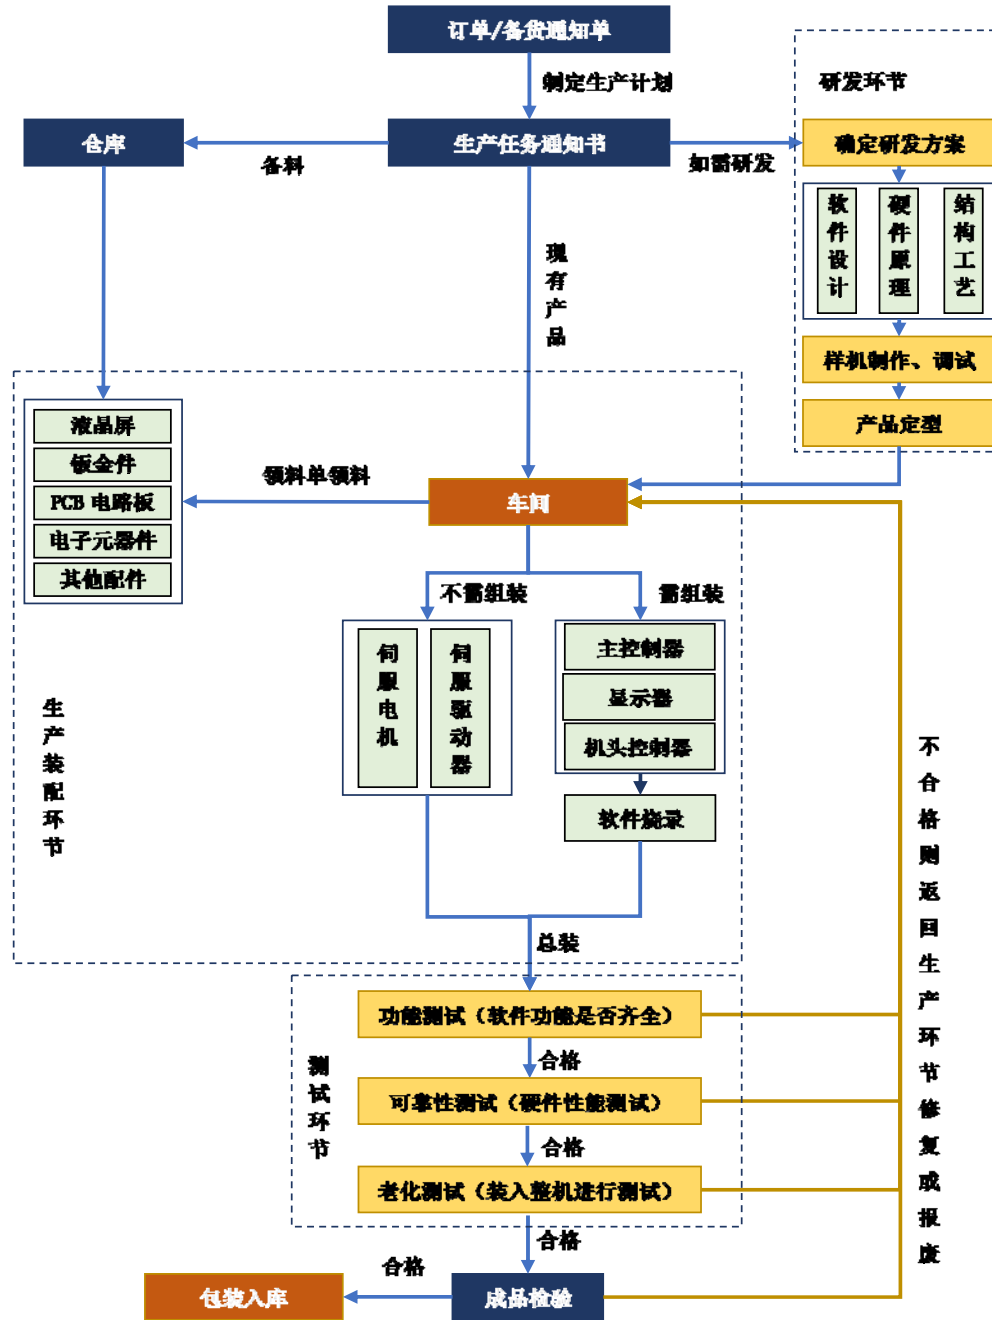 订单/备货通知单
制定生产计划
研发环节
仓库
生产任务通知书
确定研发方案
备料
如需研发
软件设计
硬件原理
结构工艺
现有产品
样机制作、调试
产品定型
液晶屏
钣金件
PCB 电路板
电子元器件
其他配件
领料单领料
车间
不需组装
需组装
伺服电机
伺服驱动器
主控制器
显示器
机头控制器
软件烧录
生产装配环节
总装
不合格则返回生产环节修复或报废
测试环节
功能测试（软件功能是否齐全）
合格
可靠性测试（硬件性能测试）
合格
老化测试（装入整机进行测试）
合格
合格
包装入库
成品检验